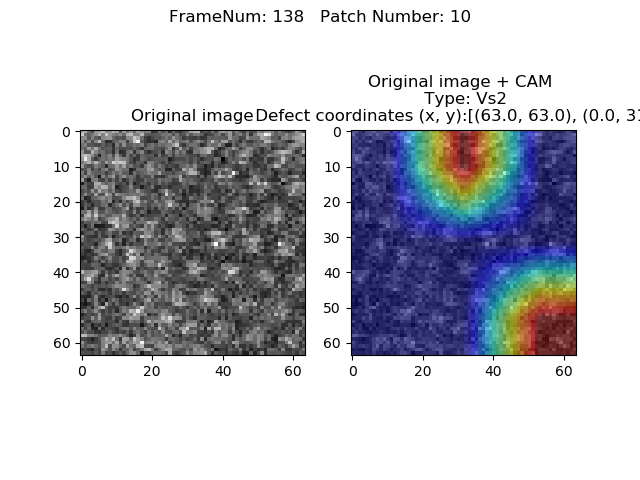 FrameNum: 138   Patch Number: 10
Original image
Original image + CAM
Type: Vs2
Defect coordinates (x, y):[(63.0, 63.0), (0.0, 31
0
10
20
30
40
50
60
0 20 40 60
0
10
20
30
40
50
60
0 20 40 60